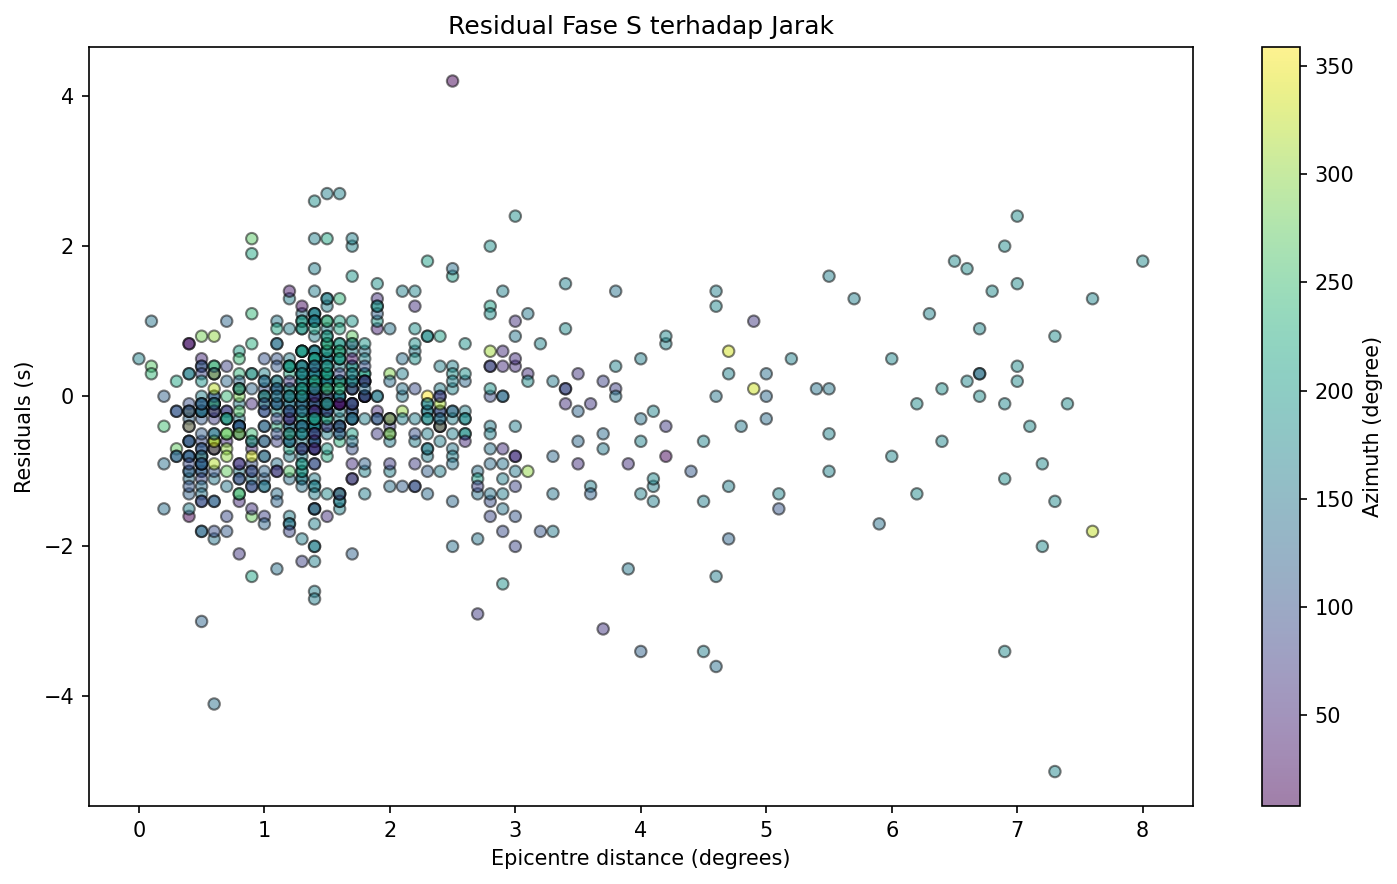 Residual Fase S terhadap Jarak
Residuals (s)
4
2
0
−2
−4
0 1 2 3 4 5 6 7 8
Epicentre distance (degrees)
350
300
250
200
150
100
50
Azimuth (degree)